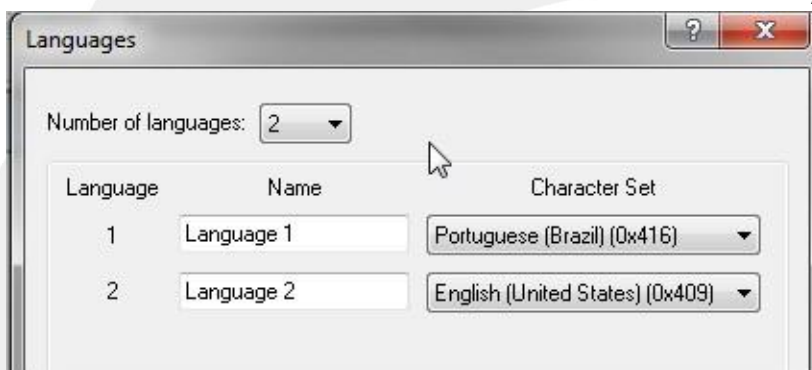 Languages
?
X
Number of languages: 2
Language Name Character Set
1 Language 1 Portuguese (Brazil) (0x416)
2 Language 2 English (United States) (0x409)